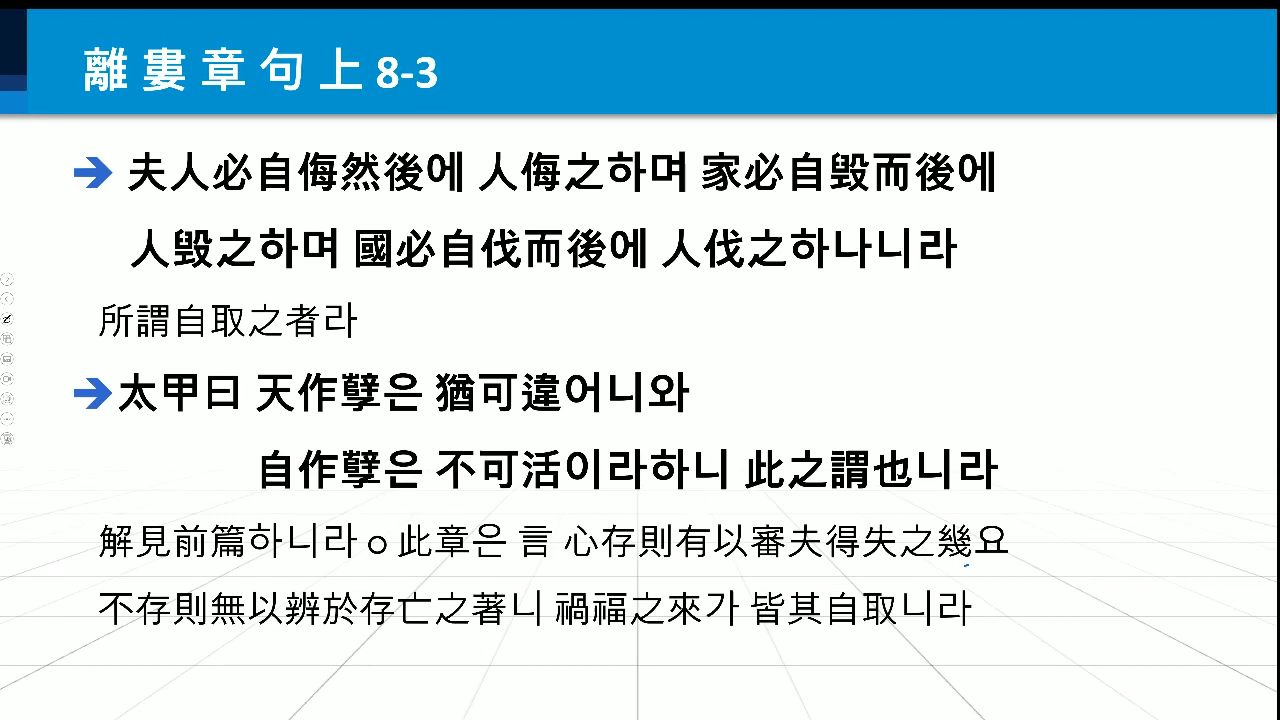 離婁章句上 8-3
夫人必自侮然後에 人侮之하며 家必自毁而後에
人毁之하며 國必自伐而後에 人伐之하나니라
所謂自取之者라
太甲曰 天作孼은 猶可違어니와
自作孼은 不可活이라하니 此之謂也니라
解見前篇하니라 ㅇ 此章은 言 心存則有以審夫得失之幾요
不存則無以辨於存亡之著니 禍福之來가 皆其自取니라